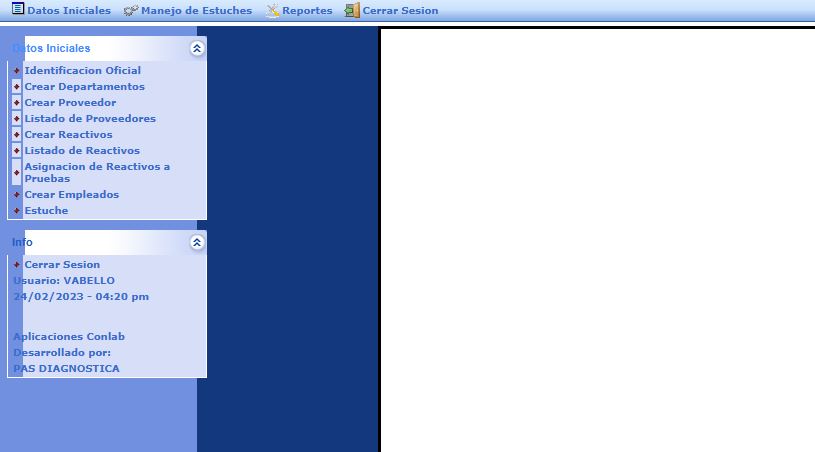 Datos Iniciales
Manejo de Estuches
Reportes
Cerrar Sesion
Datos Iniciales
Identificacion Oficial
Crear Departamentos
Crear Proveedor
Listado de Proveedores
Crear Reactivos
Listado de Reactivos
Asignacion de Reactivos a
Pruebas
Crear Empleados
Estuche
Info
Cerrar Sesion
Usuario: VABELLO
24/02/2023 - 04:20 pm
Aplicaciones Conlab
Desarrollado por:
PAS DIAGNOSTICA